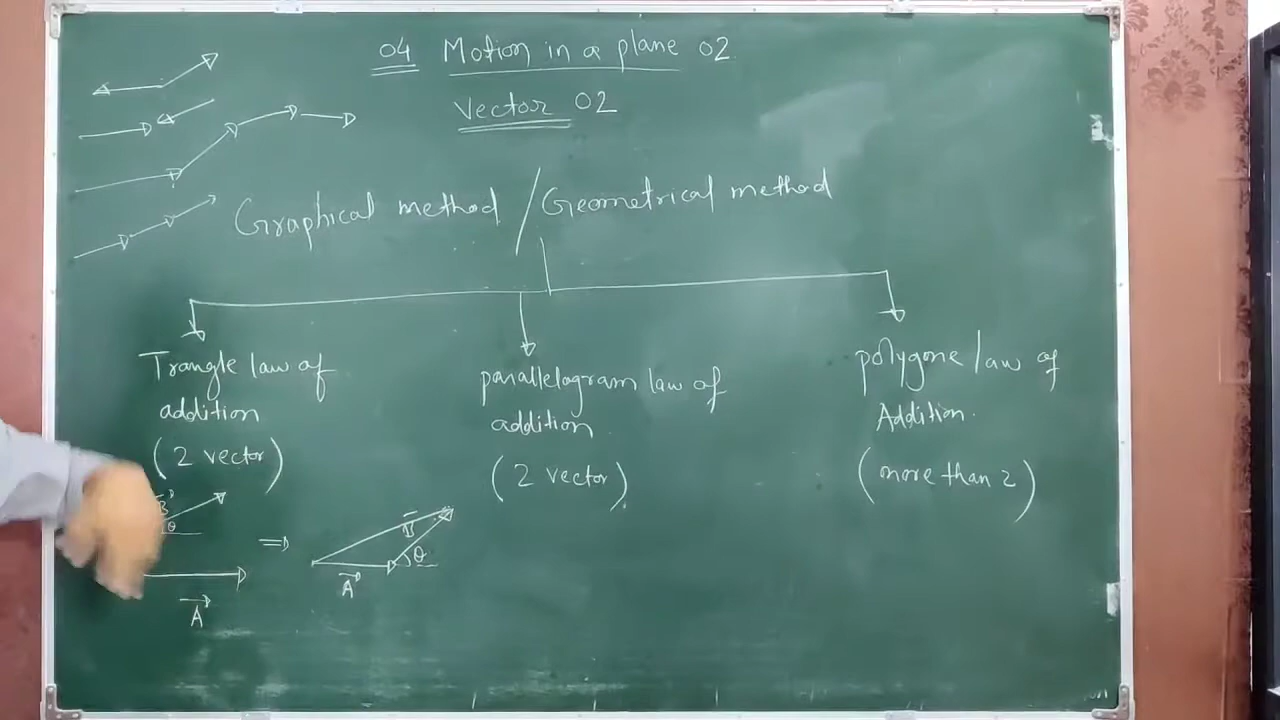 04 Motion in a plane 02
Vector 02
Graphical method / Geometrical method
Trangle law of
addition
(2 vector)
parallelogram law of
addition
(2 vector)
polygone law of
Addition.
(more than 2)
B
θ
A
⇒
B
θ
A